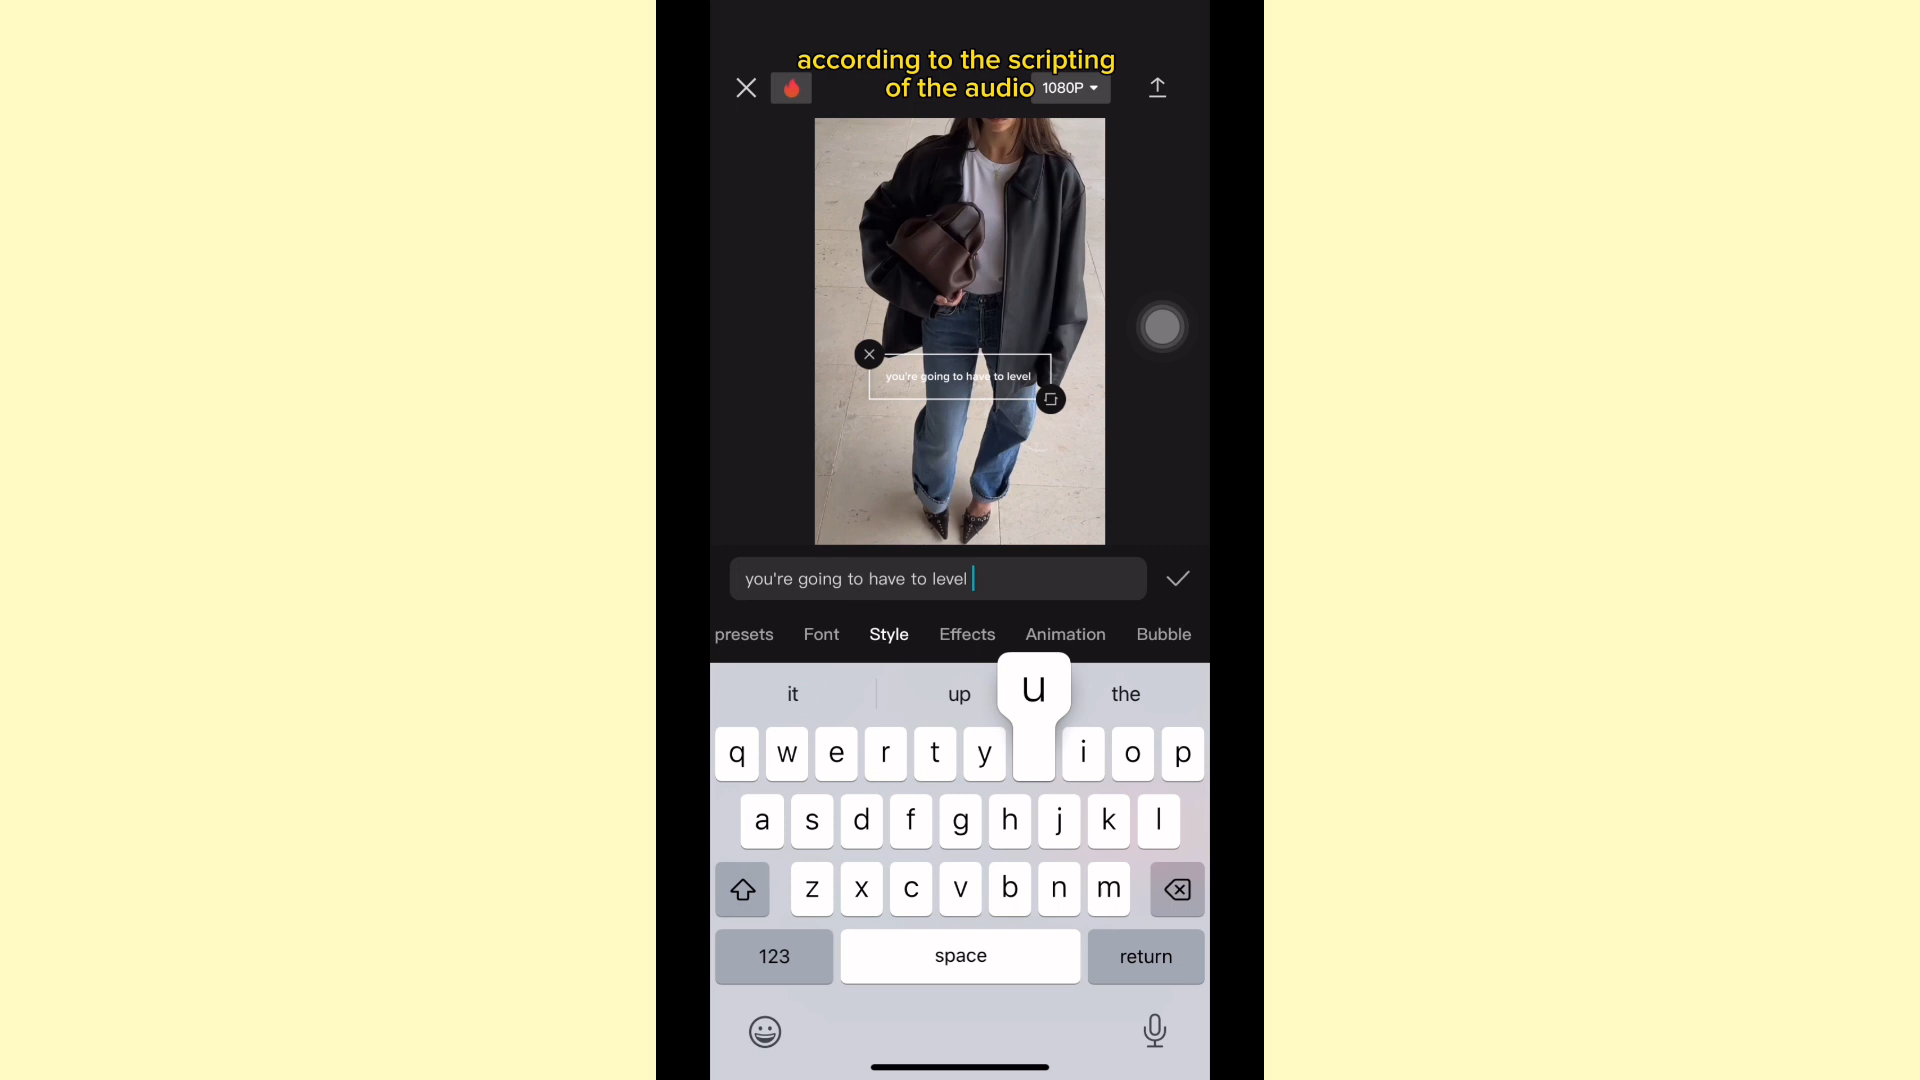 according to the scripting
of the audio
1080P
you're going to have to level
you're going to have to level
presets Font Style Effects Animation Bubble
it up the
u
q w e r t y i o p
a s d f g h j k l
z x c v b n m
123 space return